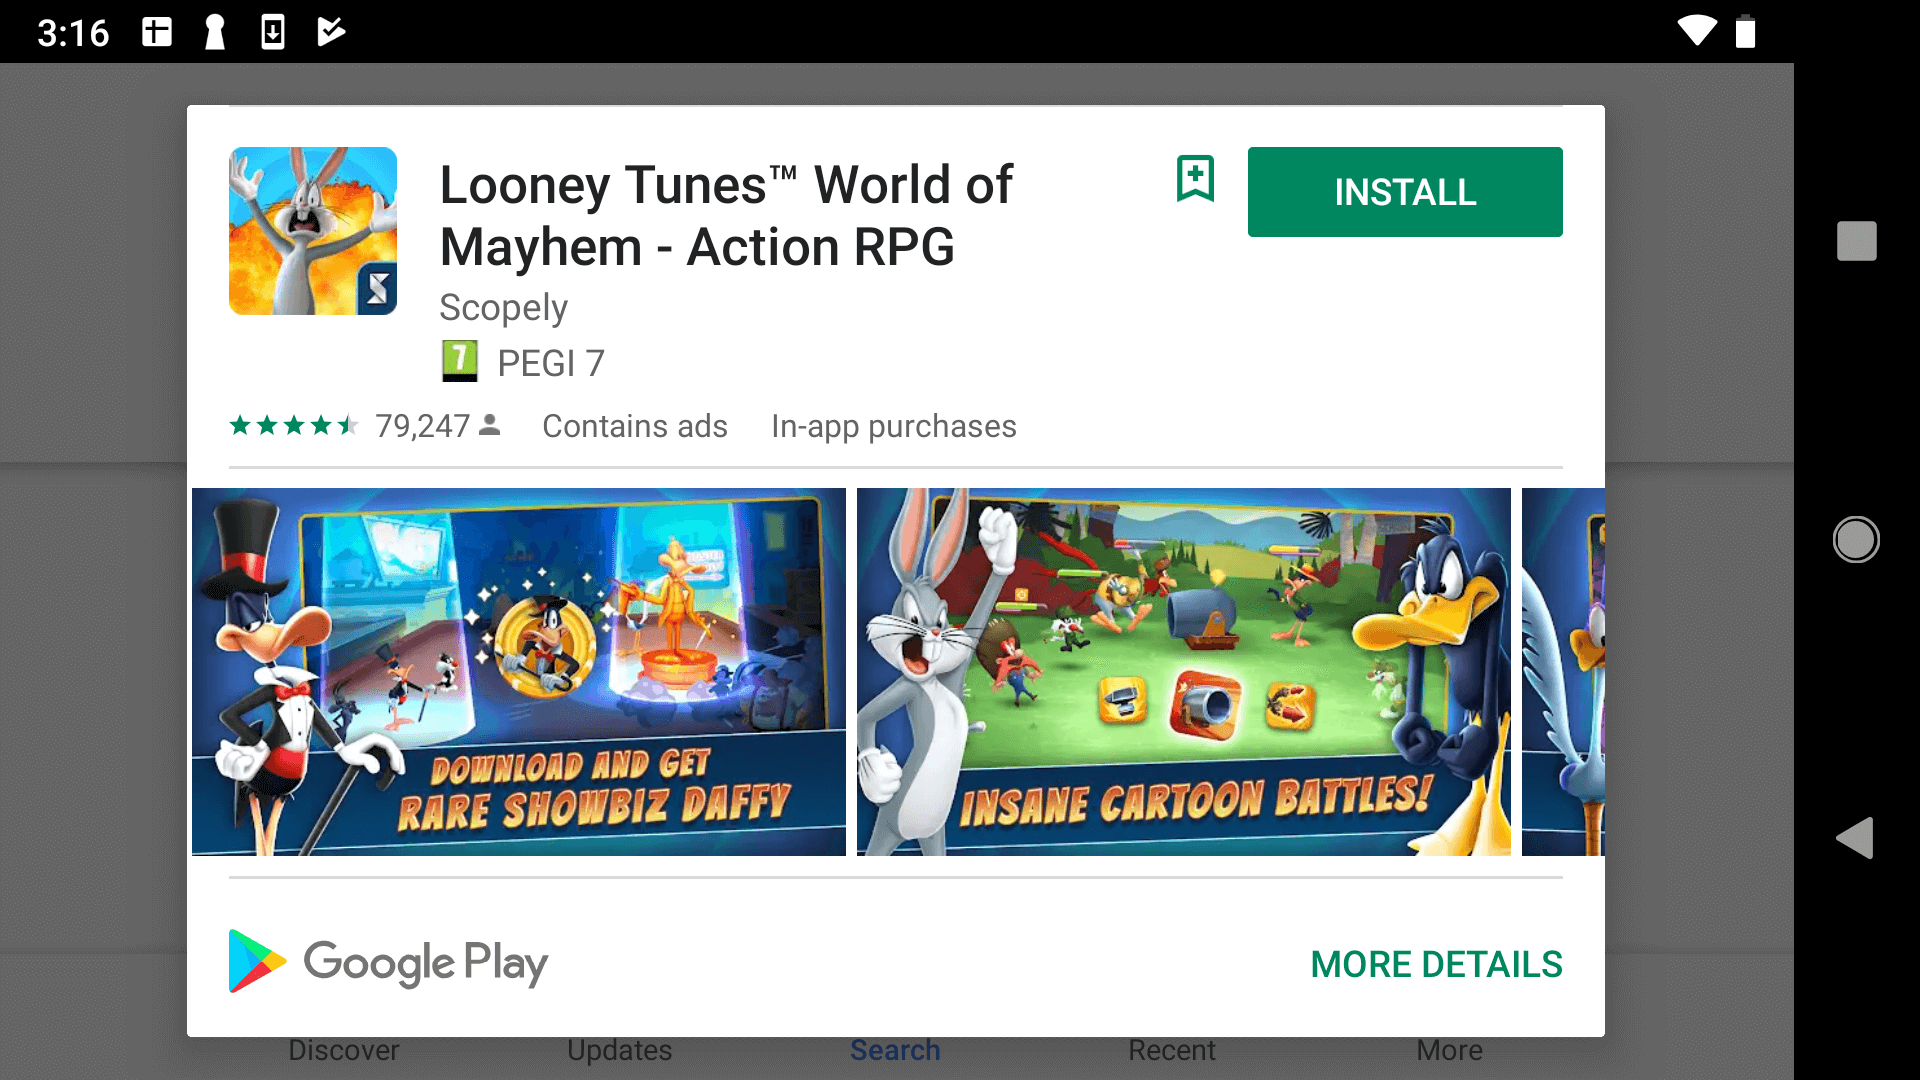 3:16
Looney Tunes™ World of
Mayhem - Action RPG
INSTALL
Scopely
7 PEGI 7
79,247 Contains ads In-app purchases
DOWNLOAD AND GET
RARE SHOWBIZ DAFFY
INSANE CARTOON BATTLES!
Google Play
MORE DETAILS
Discover Updates Search Recent More